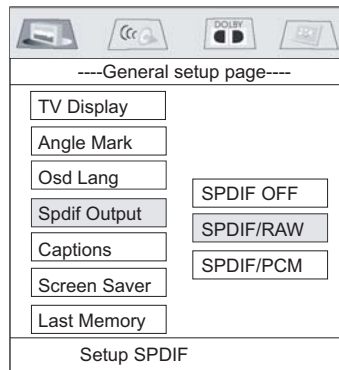 DOLBY
----General setup page----
TV Display
Angle Mark
Osd Lang
Spdif Output
Captions
Screen Saver
Last Memory
SPDIF OFF
SPDIF/RAW
SPDIF/PCM
Setup SPDIF